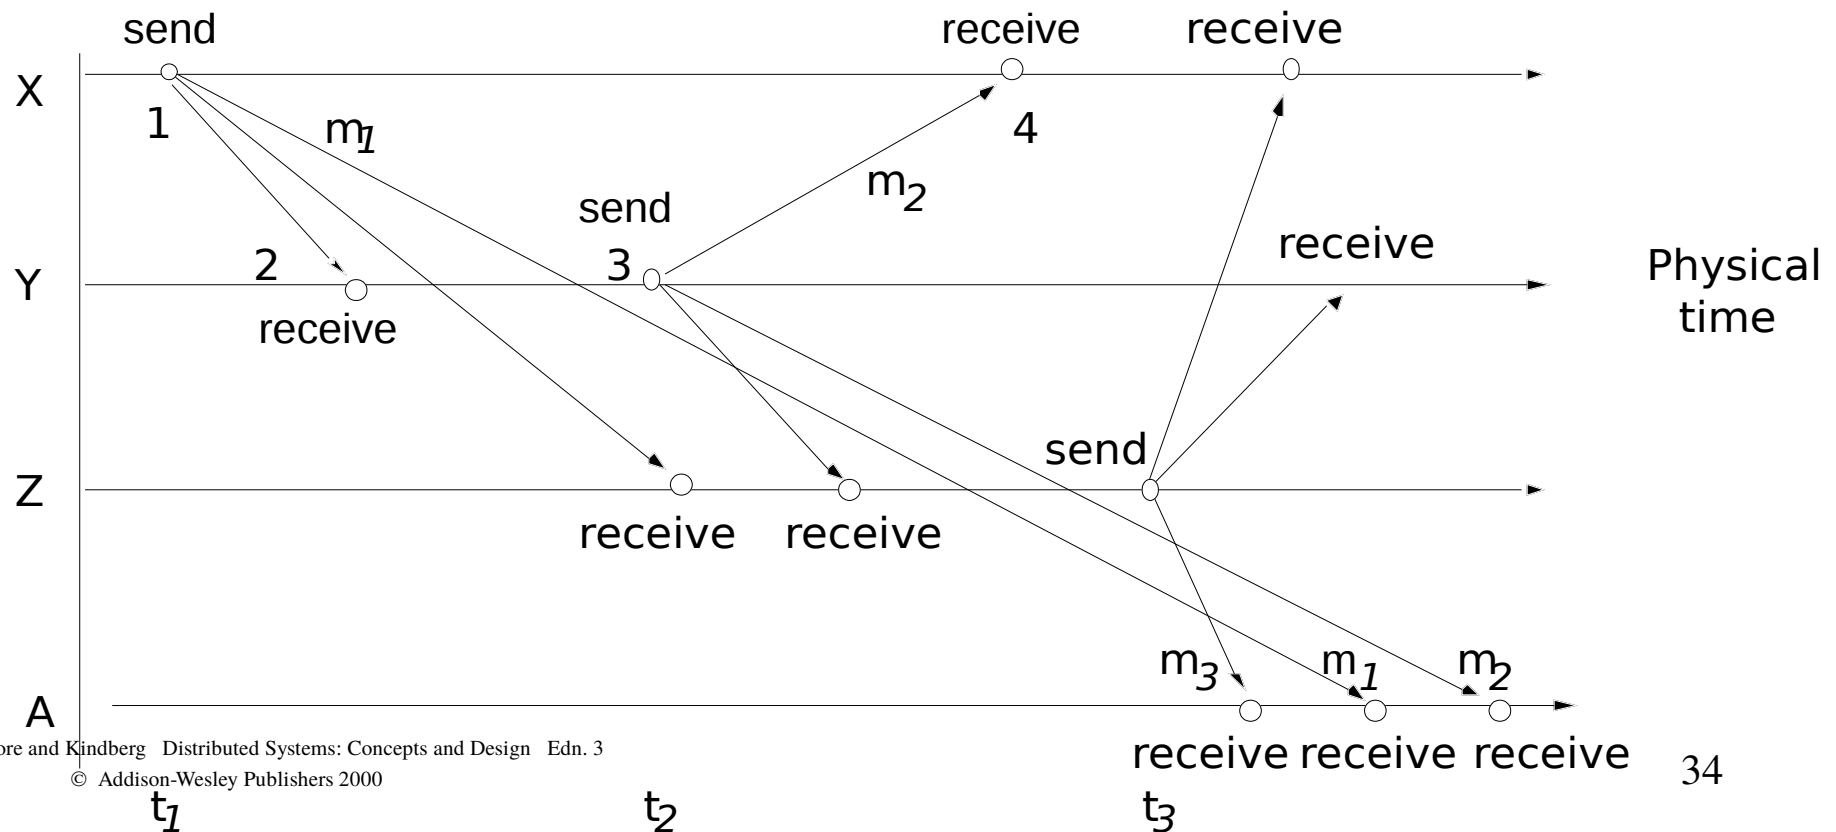 send
receive
receive
X
1
m1
4
m2
send
2
3
receive
Y
receive
Physical
time
send
Z
receive
receive
m3
m1
m2
A
ore and Kindberg Distributed Systems: Concepts and Design Edn. 3
receive
receive
receive
34
© Addison-Wesley Publishers 2000
t1
t2
t3